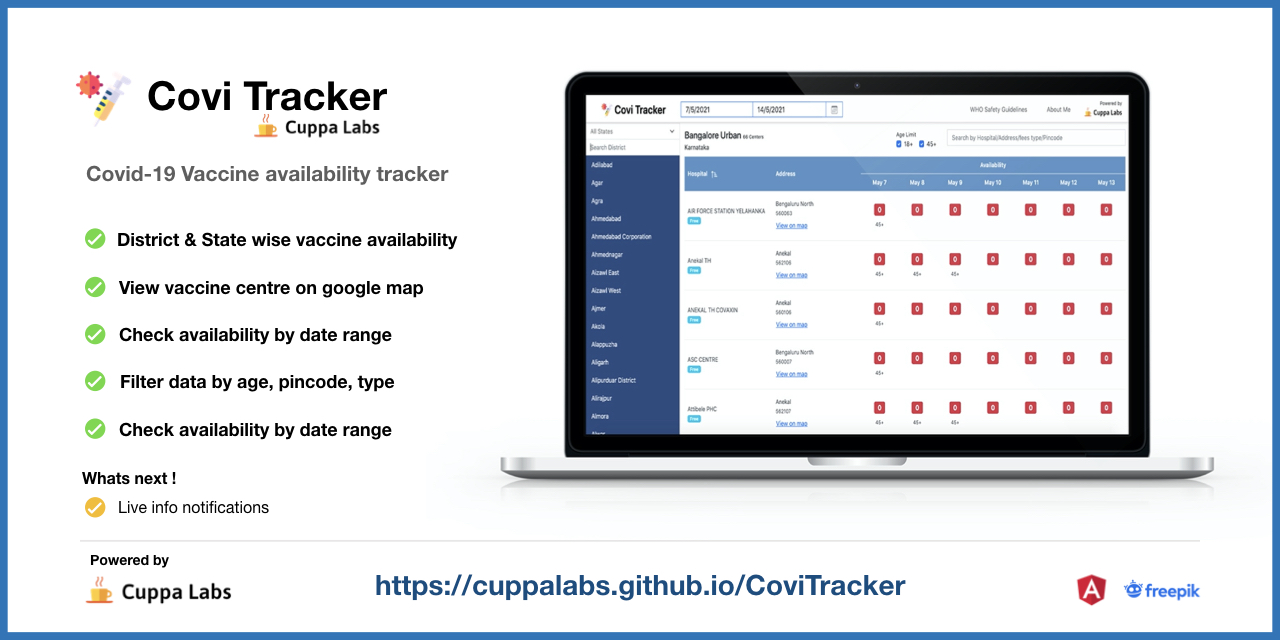 Covi Tracker
Cuppa Labs
Covid-19 Vaccine availability tracker
District & State wise vaccine availability
View vaccine centre on google map
Check availability by date range
Filter data by age, pincode, type
Check availability by date range
Whats next !
Live info notifications
Covi Tracker
7/5/2021 14/5/2021
WHO Safety Guidelines About Me
Powered by
Cuppa Labs
All States
Search District
Adilabad
Agar
Agra
Ahmedabad
Ahmedabad Corporation
Ahmednagar
Aizawl East
Aizawl West
Ajmer
Akola
Alappuzha
Aligarh
Alipurduar District
Alirajpur
Almora
Bangalore Urban 68 Centers
Karnataka
Age Limit
18+ 45+
Search by Hospital/Address/fees type/Pincode
Hospital Address Availability
May 7 May 8 May 9 May 10 May 11 May 12 May 13
AIR FORCE STATION YELAHANKA
Free
Bengaluru North
560063
View on map
0 0 0 0 0 0 0
45+
Anekal TH
Free
Anekal
562106
View on map
0 0 0 0 0 0 0
45+ 45+ 45+
ANEKAL TH COVAXIN
Free
Anekal
560106
View on map
0 0 0 0 0 0 0
45+
ASC CENTRE
Free
Bengaluru North
560007
View on map
0 0 0 0 0 0 0
45+
Attibele PHC
Free
Anekal
562107
View on map
0 0 0 0 0 0 0
45+ 45+ 45+
Powered by
Cuppa Labs
https://cuppalabs.github.io/CoviTracker
A
freepik